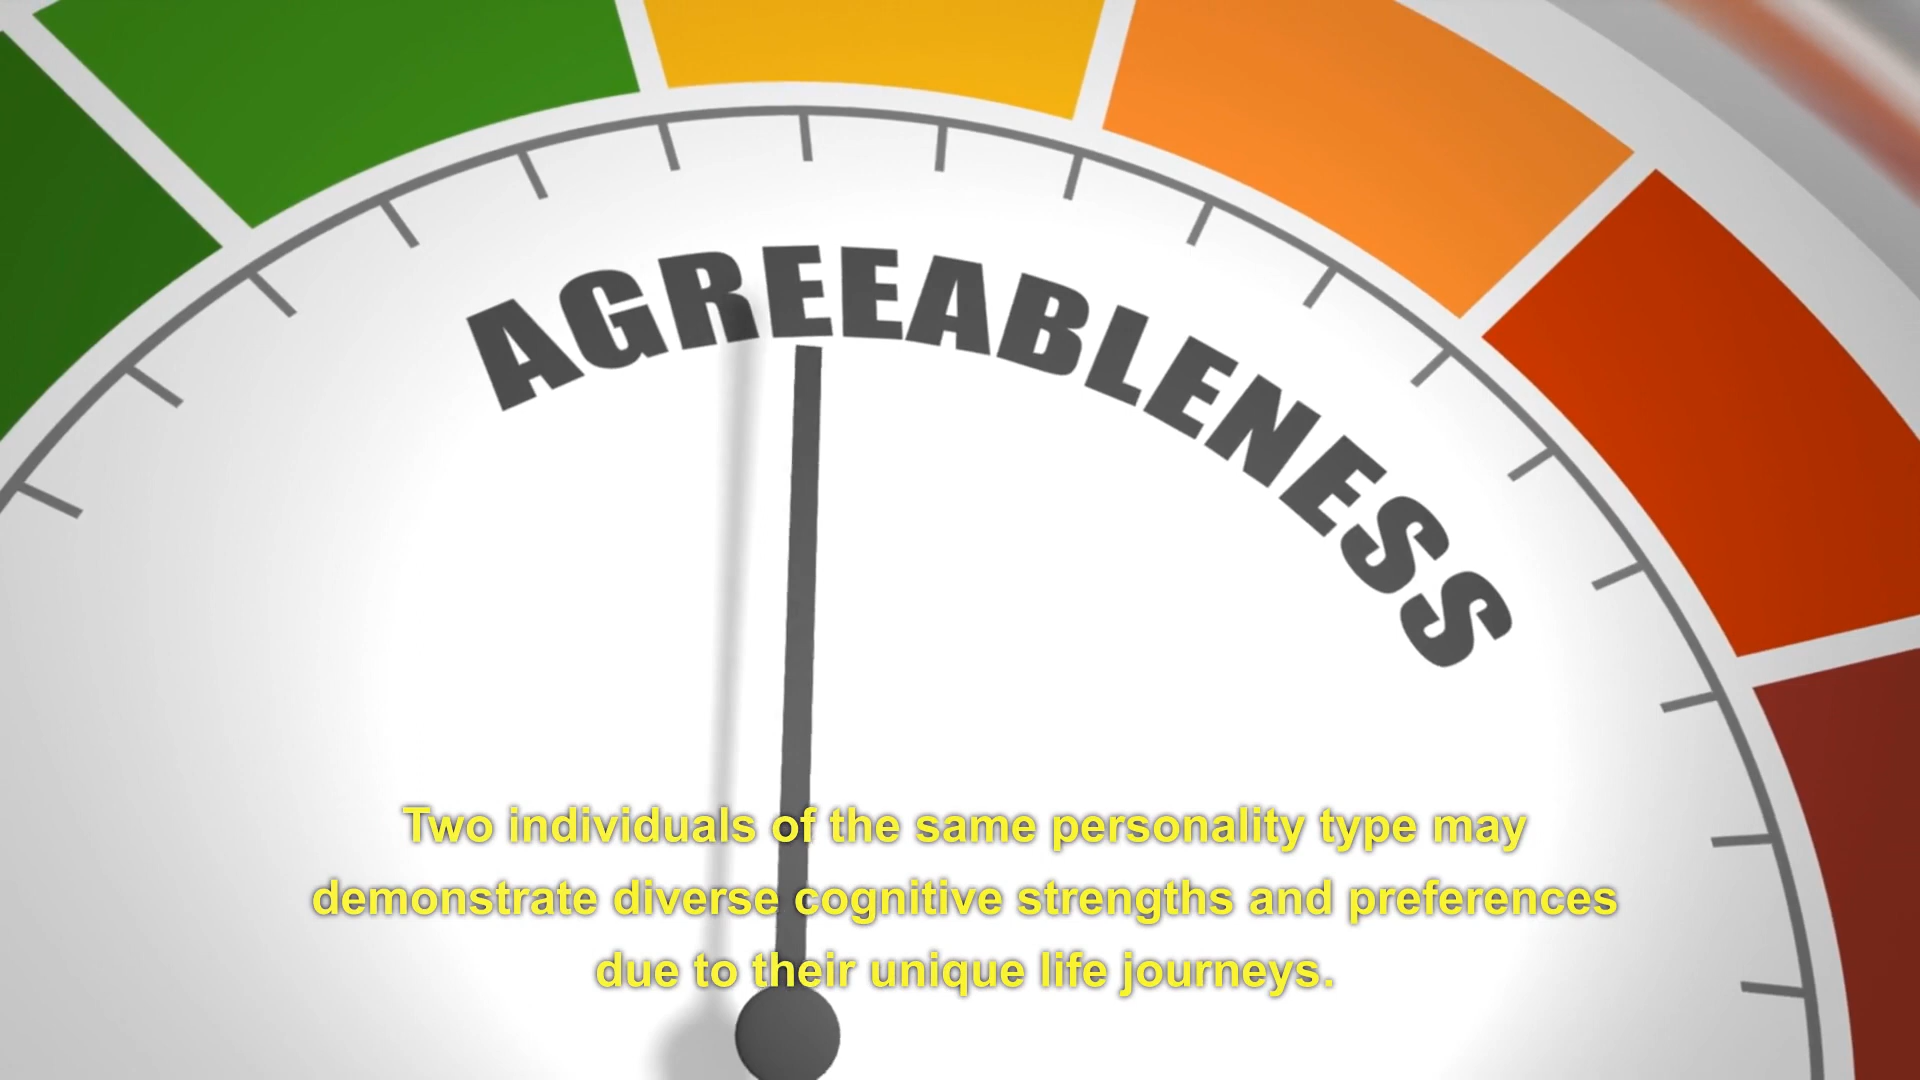 AGREEABLENESS
Two individuals of the same personality type may
demonstrate diverse cognitive strengths and preferences
due to their unique life journeys.